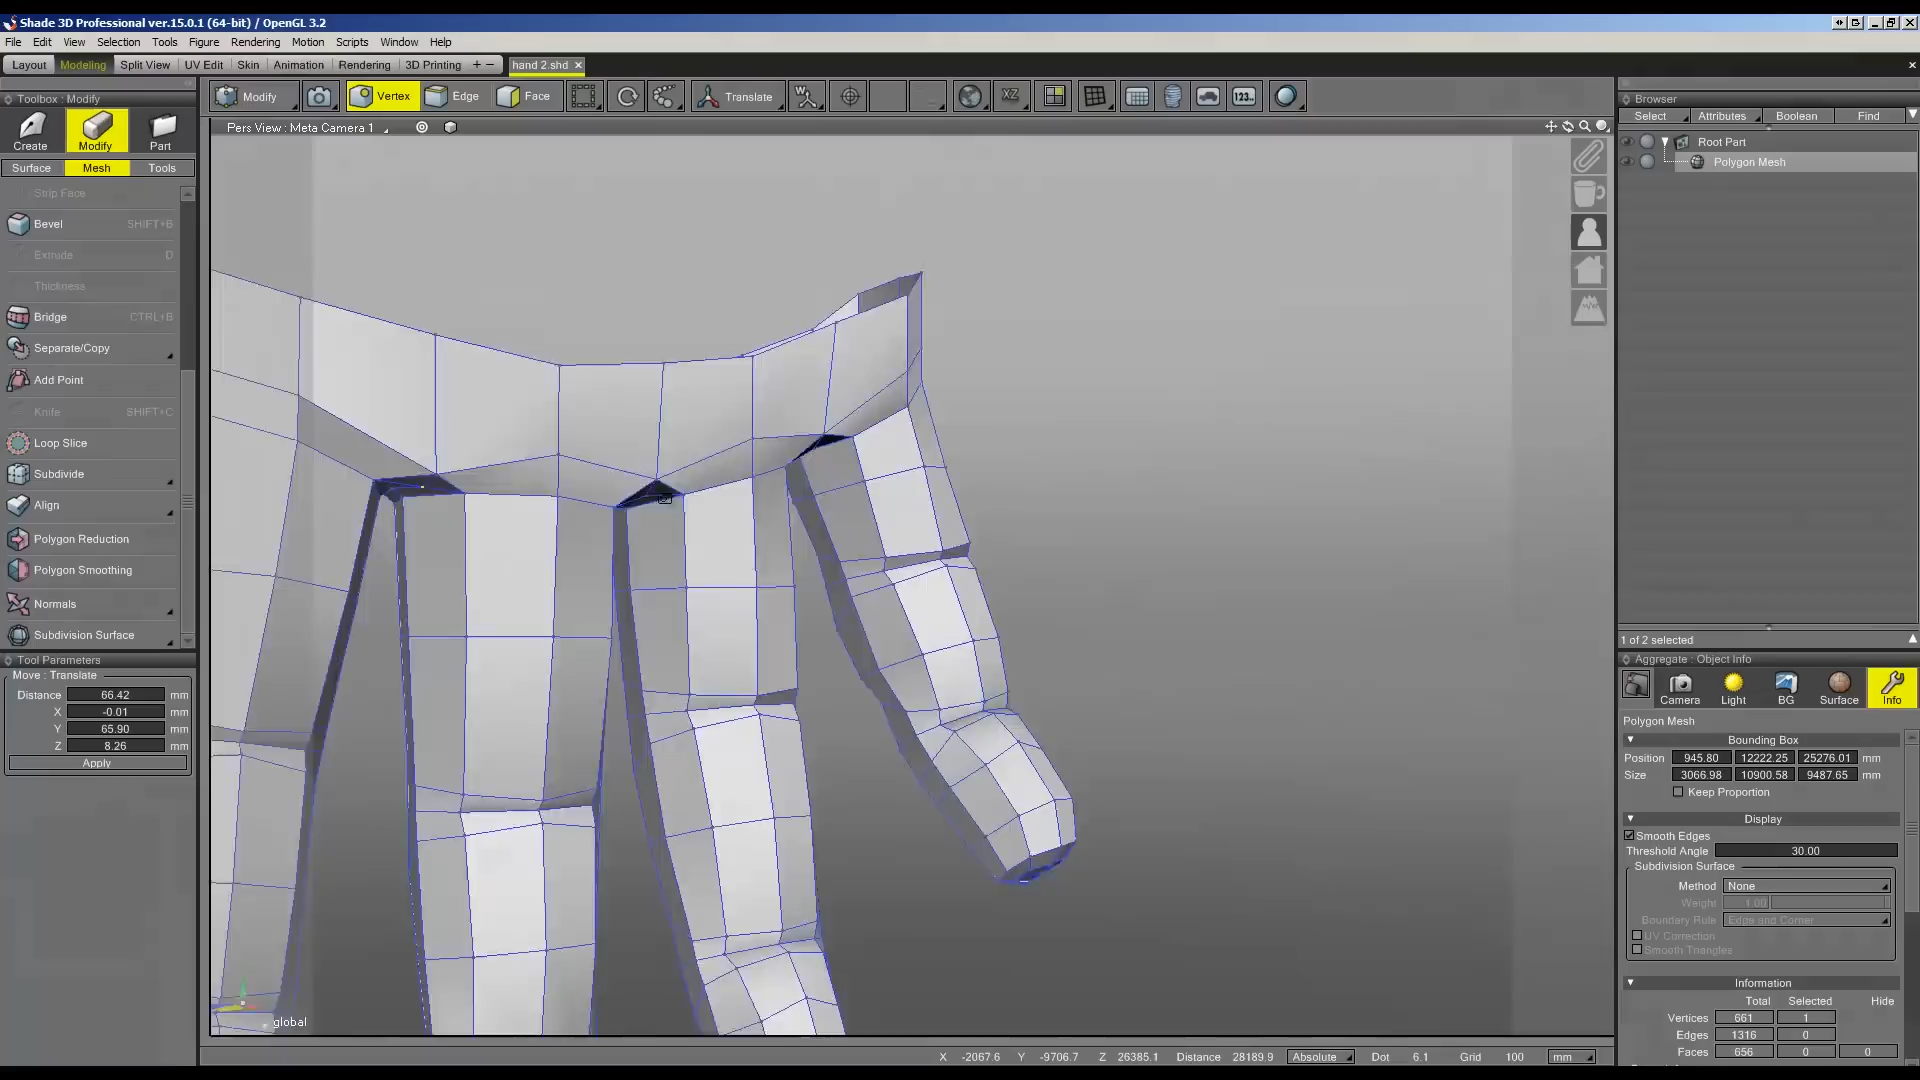 Shade 3D Professional ver.15.0.1 (64-bit) / OpenGL 3.2
File Edit View Selection Tools Figure Rendering Motion Scripts Window Help
Layout Modeling Split View UV Edit Skin Animation Rendering 3D Printing + − hand 2.shd ×
Toolbox : Modify
Create Modify Part
Surface Mesh Tools
Strip Face
Bevel SHIFT+B
Extrude D
Thickness
Bridge CTRL+B
Separate/Copy
Add Point
Knife SHIFT+C
Loop Slice
Subdivide
Align
Polygon Reduction
Polygon Smoothing
Normals
Subdivision Surface
Tool Parameters
Move : Translate
Distance 66.42 mm
X -0.01 mm
Y 65.90 mm
Z 8.26 mm
Apply
Modify Vertex Edge Face Translate W XZ 123..
Pers View : Meta Camera 1
global
X -2067.6 Y -9706.7 Z 26385.1 Distance 28189.9 Absolute Dot 6.1 Grid 100 mm
Browser
Select Attributes Boolean Find
Root Part
Polygon Mesh
1 of 2 selected
Aggregate : Object Info
Camera Light BG Surface Info
Polygon Mesh
Bounding Box
Position 945.80 12222.25 25276.01 mm
Size 3066.98 10900.58 9487.65 mm
Keep Proportion
Display
Smooth Edges
Threshold Angle 30.00
Subdivision Surface
Method None
Weight 1.00
Boundary Rule Edge and Corner
UV Correction
Smooth Triangles
Information
Total Selected Hide
Vertices 661 1
Edges 1316 0
Faces 656 0 0